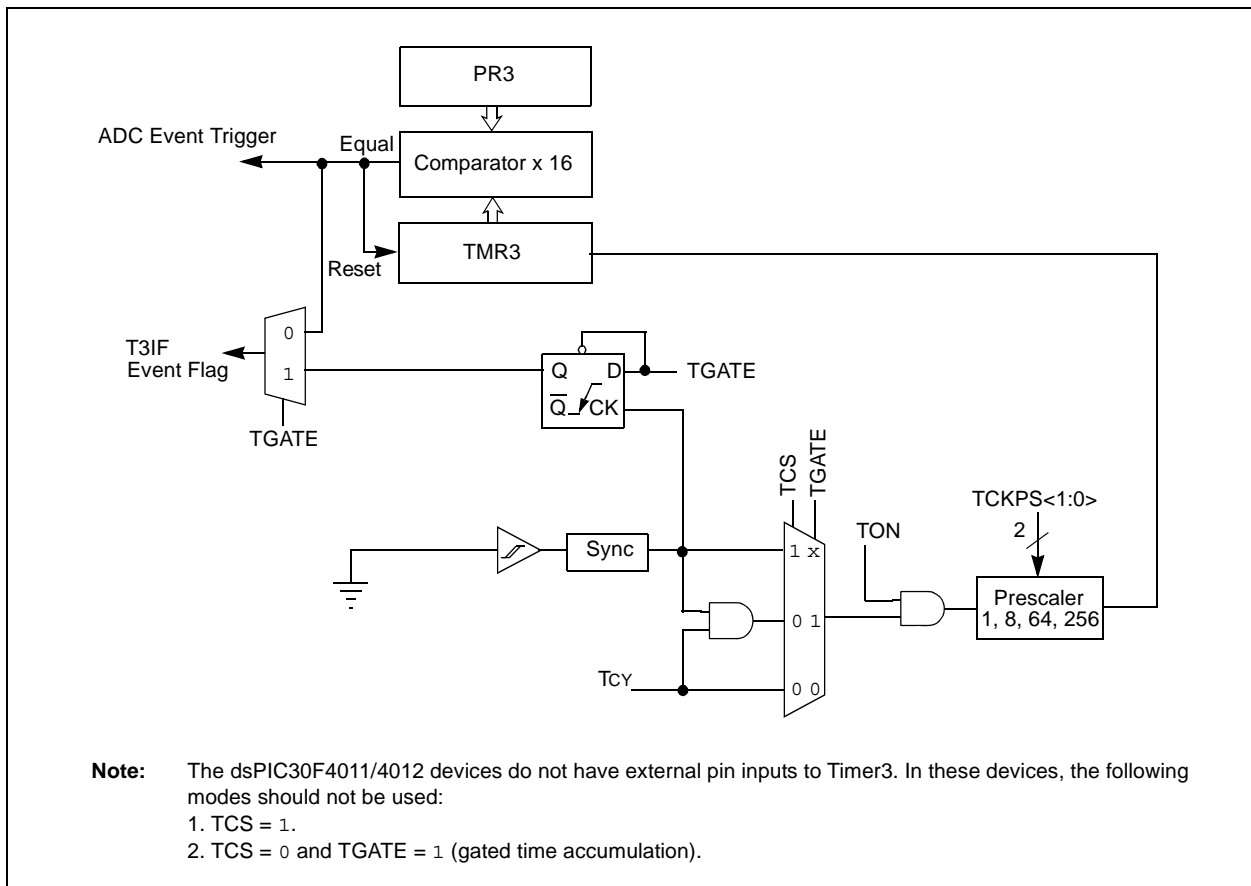 PR3
ADC Event Trigger
Equal
Comparator x 16
TMR3
Reset
0
T3IF
Event Flag
1
TGATE
Q D
Q̅ CK
TGATE
TCS
TGATE
TCKPS<1:0>
2
TON
Sync
1 x
Prescaler
1, 8, 64, 256
0 1
TCY
0 0
Note: The dsPIC30F4011/4012 devices do not have external pin inputs to Timer3. In these devices, the following
modes should not be used:
1. TCS = 1.
2. TCS = 0 and TGATE = 1 (gated time accumulation).